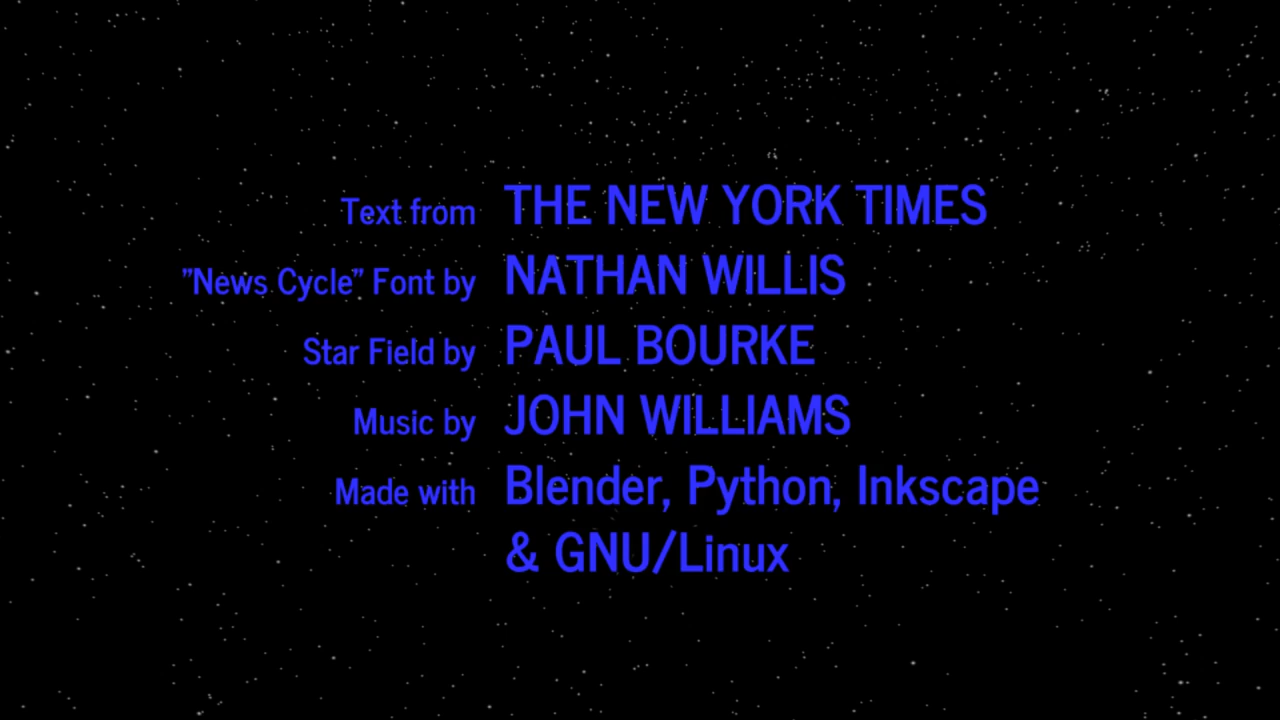 Text from THE NEW YORK TIMES
"News Cycle" Font by NATHAN WILLIS
Star Field by PAUL BOURKE
Music by JOHN WILLIAMS
Made with Blender, Python, Inkscape
& GNU/Linux